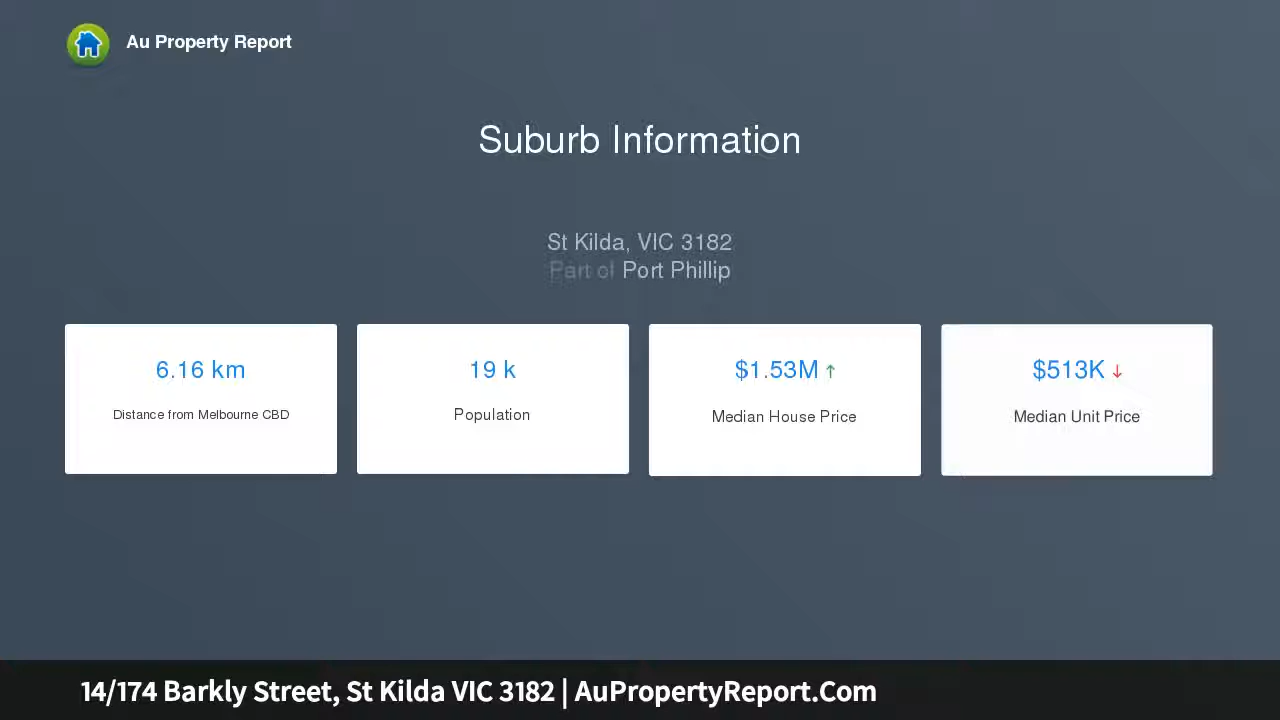 Au Property Report
Suburb Information
St Kilda, VIC 3182
Part of Port Phillip
6.16 km
Distance from Melbourne CBD
19 k
Population
$1.53M ↑
Median House Price
$513K ↓
Median Unit Price
14/174 Barkly Street, St Kilda VIC 3182 | AuPropertyReport.Com